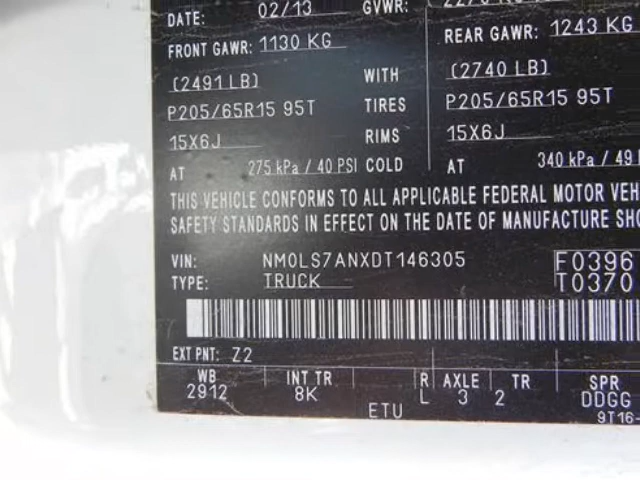 DATE: 02/13 GVWR:
FRONT GAWR: 1130 KG REAR GAWR: 1243 KG
(2491 LB) WITH (2740 LB)
P205/65R15 95T TIRES P205/65R15 95T
15X6J RIMS 15X6J
AT 275 kPa / 40 PSI COLD AT 340 kPa / 49
THIS VEHICLE CONFORMS TO ALL APPLICABLE FEDERAL MOTOR VEH
SAFETY STANDARDS IN EFFECT ON THE DATE OF MANUFACTURE SHO
VIN: NM0LS7ANXDT146305 F0396
TYPE: TRUCK T0370
EXT PNT: Z2
WB INT TR R AXLE TR SPR
2912 8K L 3 2 DDGG
ETU 9T16-